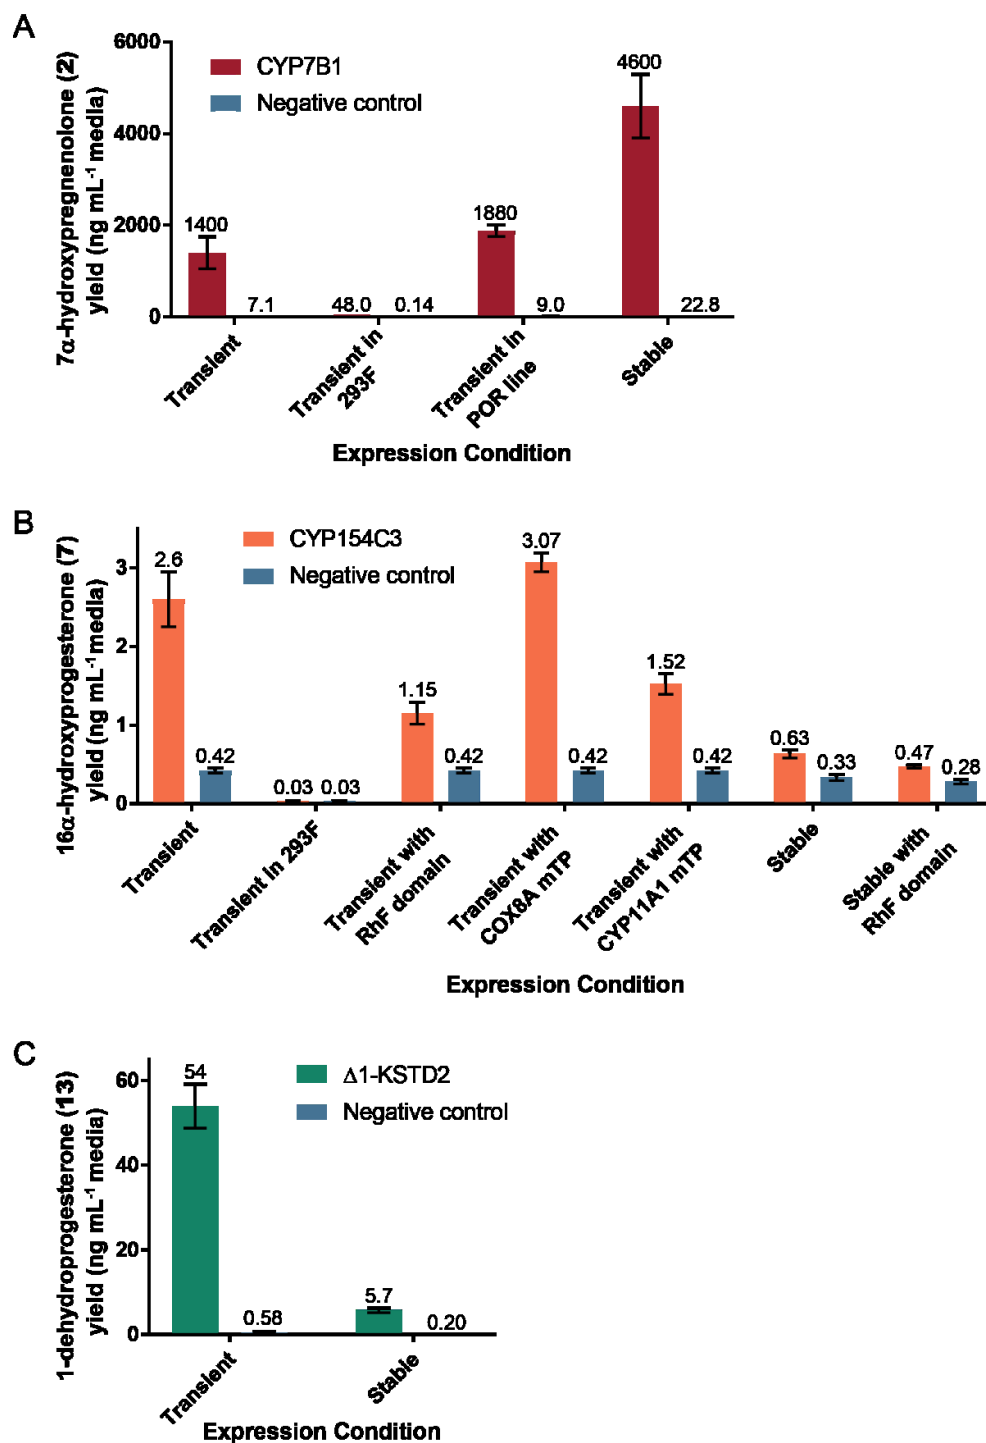 A
7α-hydroxypregnenolone (2)
yield (ng mL-1 media)
6000
4000
2000
0
CYP7B1
Negative control
1400
7.1
48.0
0.14
1880
9.0
4600
22.8
Transient
Transient in
293F
Transient in
POR line
Stable
Expression Condition
B
16α-hydroxyprogesterone (7)
yield (ng mL-1 media)
3
2
1
0
CYP154C3
Negative control
2.6
0.42
0.03
0.03
1.15
0.42
3.07
0.42
1.52
0.42
0.63
0.33
0.47
0.28
Transient
Transient in 293F
Transient with
RhF domain
Transient with
COX8A mTP
Transient with
CYP11A1 mTP
Stable
Stable with
RhF domain
Expression Condition
C
1-dehydroprogesterone (13)
yield (ng mL-1 media)
60
40
20
0
Δ1-KSTD2
Negative control
54
0.58
5.7
0.20
Transient
Stable
Expression Condition